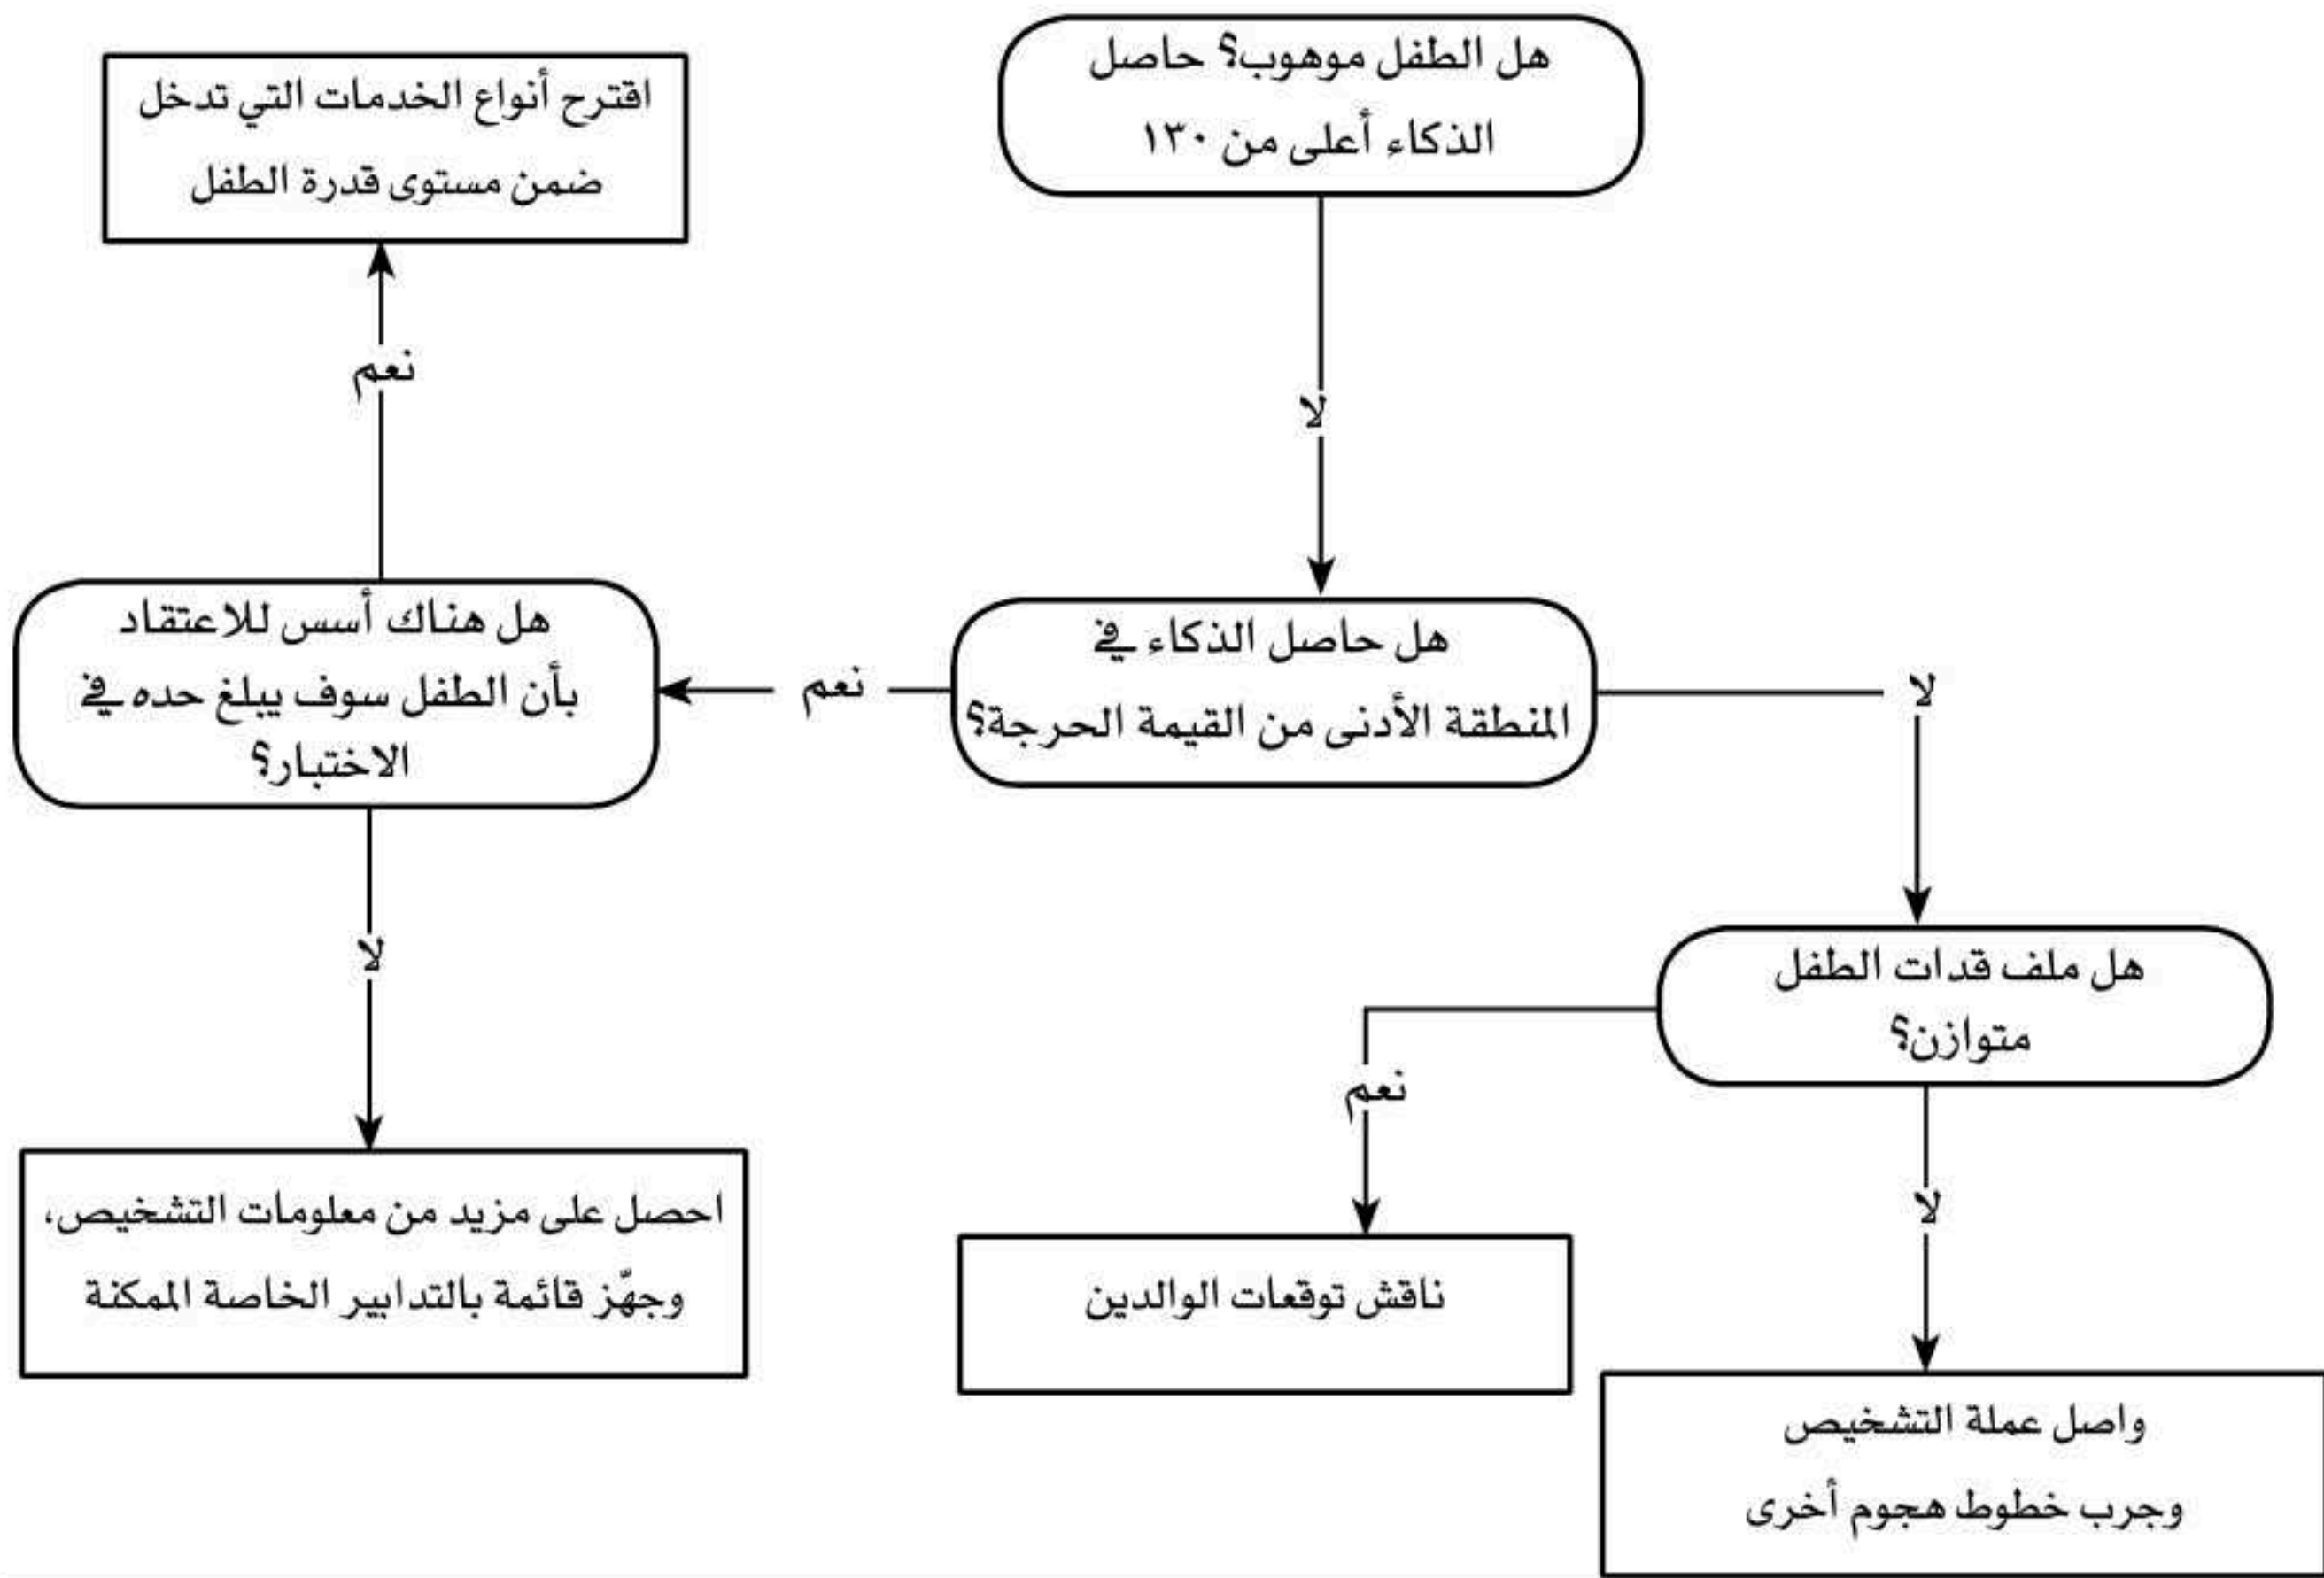 هل الطفل موهوب؟ حاصل
الذكاء أعلى من ١٣٠
اقترح أنواع الخدمات التي تدخل
ضمن مستوى قدرة الطفل
نعم
لا
هل حاصل الذكاء في
المنطقة الأدنى من القيمة الحرجة؟
نعم
لا
هل هناك أسس للاعتقاد
بأن الطفل سوف يبلغ حده في
الاختبار؟
لا
هل ملف قدات الطفل
متوازن؟
نعم
لا
احصل على مزيد من معلومات التشخيص،
وجهّز قائمة بالتدابير الخاصة الممكنة
ناقش توقعات الوالدين
واصل عملة التشخيص
وجرب خطوط هجوم أخرى